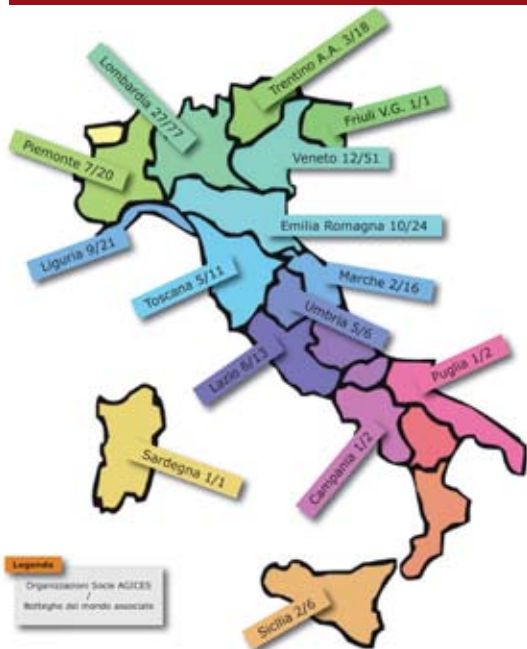 Trentino A.A. 3/18
Lombardia 27/77
Friuli V.G. 1/1
Veneto 12/51
Piemonte 7/20
Emilia Romagna 10/24
Liguria 9/21
Toscana 5/11
Marche 2/16
Umbria 5/6
Lazio 6/13
Puglia 1/2
Campania 1/2
Sardegna 1/1
Sicilia 2/6
Legenda
Organizzazioni Socie AGICES
/
Botteghe del mondo associate